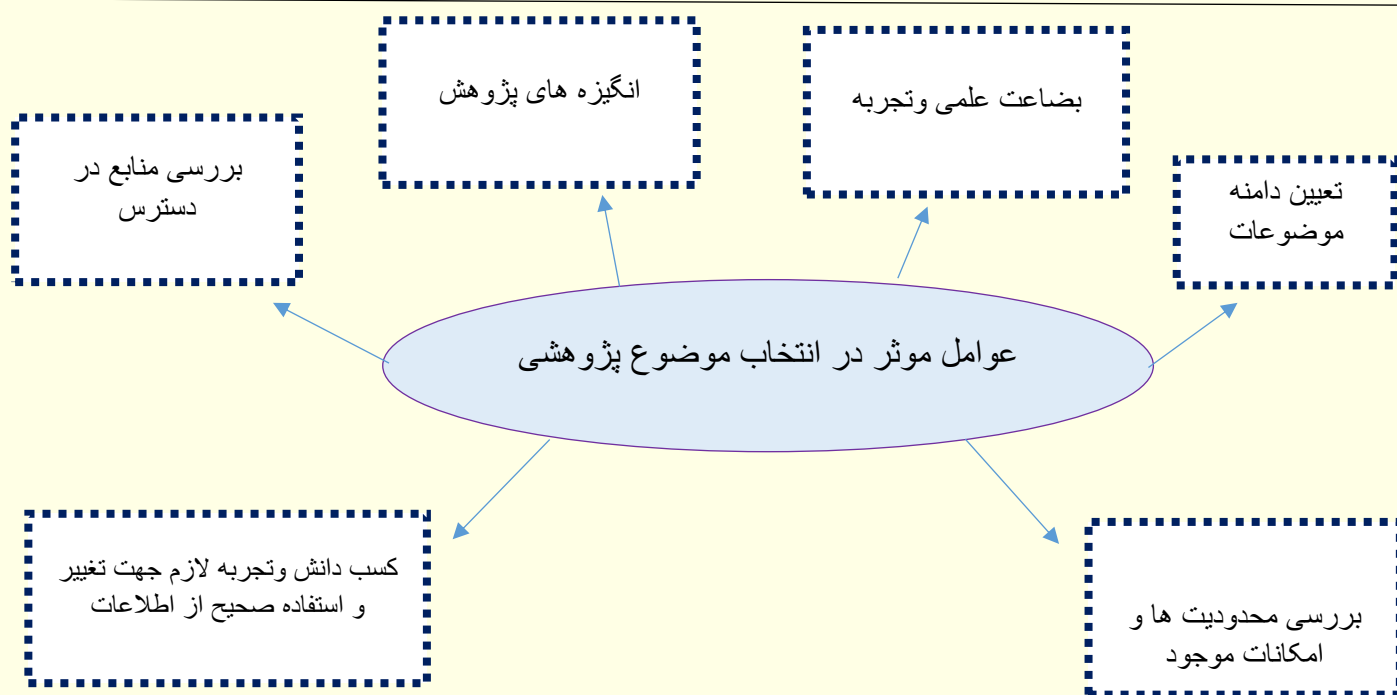 بضاعت علمی وتجربه
انگیزه های پژوهش
تعیین دامنه
موضوعات
بررسی منابع در
دسترس
عوامل موثر در انتخاب موضوع پژوهشی
بررسی محدودیت ها و
امکانات موجود
کسب دانش وتجربه لازم جهت تغییر
و استفاده صحیح از اطلاعات